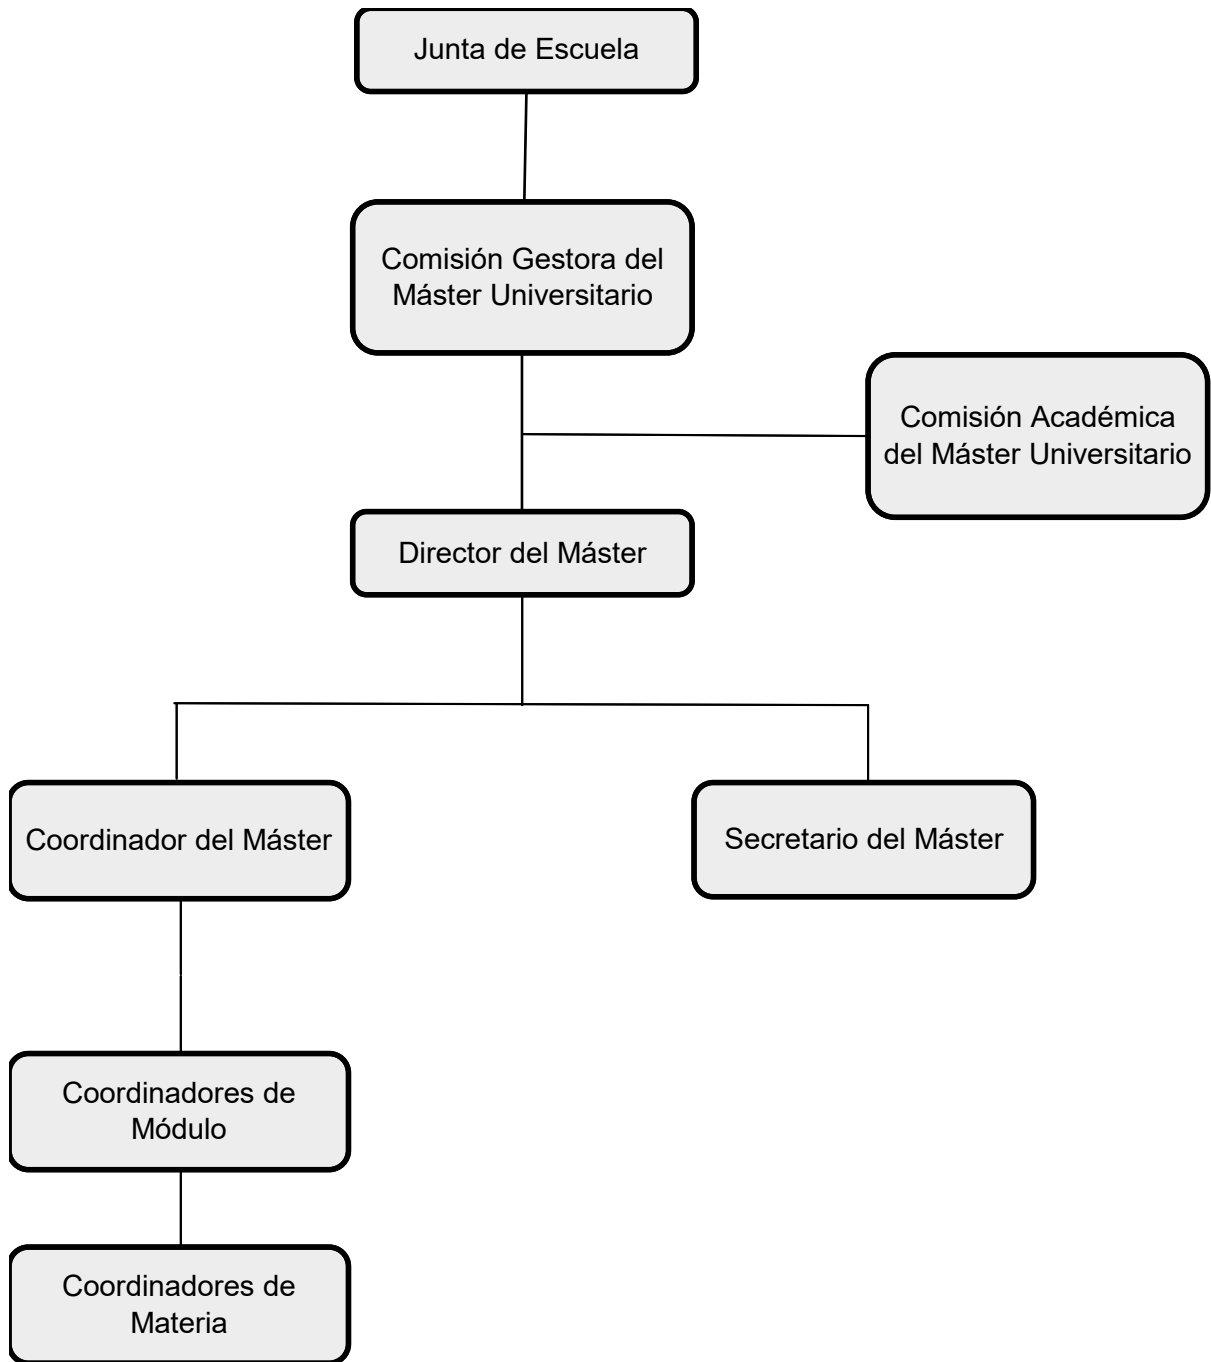 Junta de Escuela
Comisión Gestora del
Máster Universitario
Comisión Académica
del Máster Universitario
Director del Máster
Coordinador del Máster
Secretario del Máster
Coordinadores de
Módulo
Coordinadores de
Materia